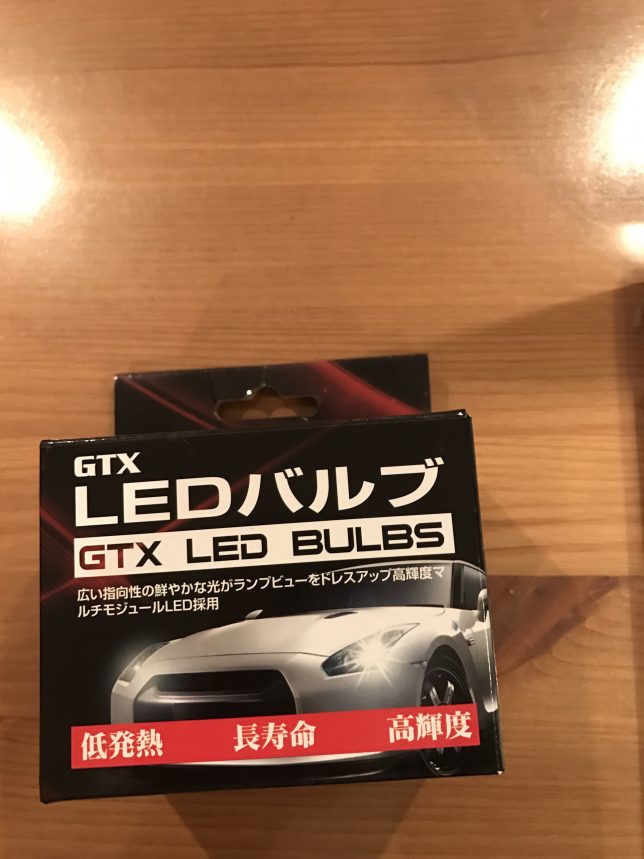 GTX
LEDバルブ
GTX LED BULBS
広い指向性の鮮やかな光がランプビューをドレスアップ高輝度マ
ルチモジュールLED採用
低発熱 長寿命 高輝度